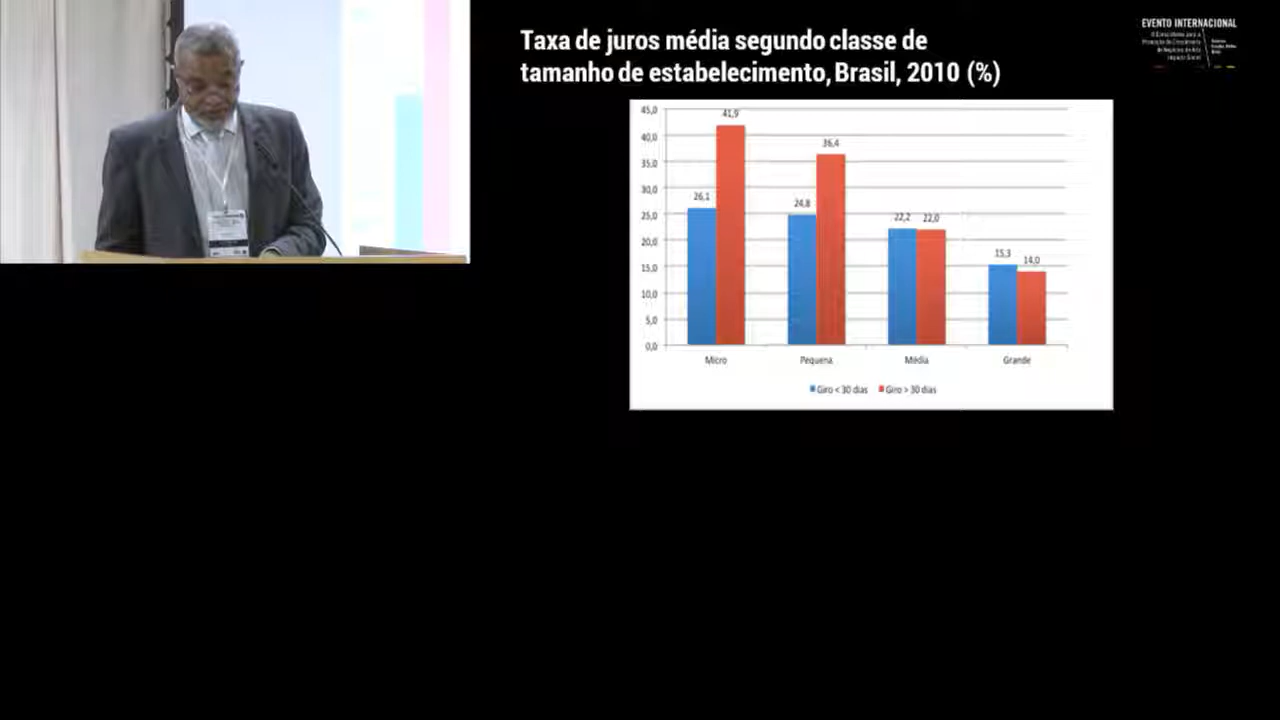 Taxa de juros média segundo classe de
tamanho de estabelecimento, Brasil, 2010 (%)
EVENTO INTERNACIONAL
45,0
40,0
35,0
30,0
25,0
20,0
15,0
10,0
5,0
0,0
26,1
41,9
24,8
36,4
22,2
22,0
15,3
14,0
Micro
Pequena
Média
Grande
Giro < 30 dias
Giro > 30 dias